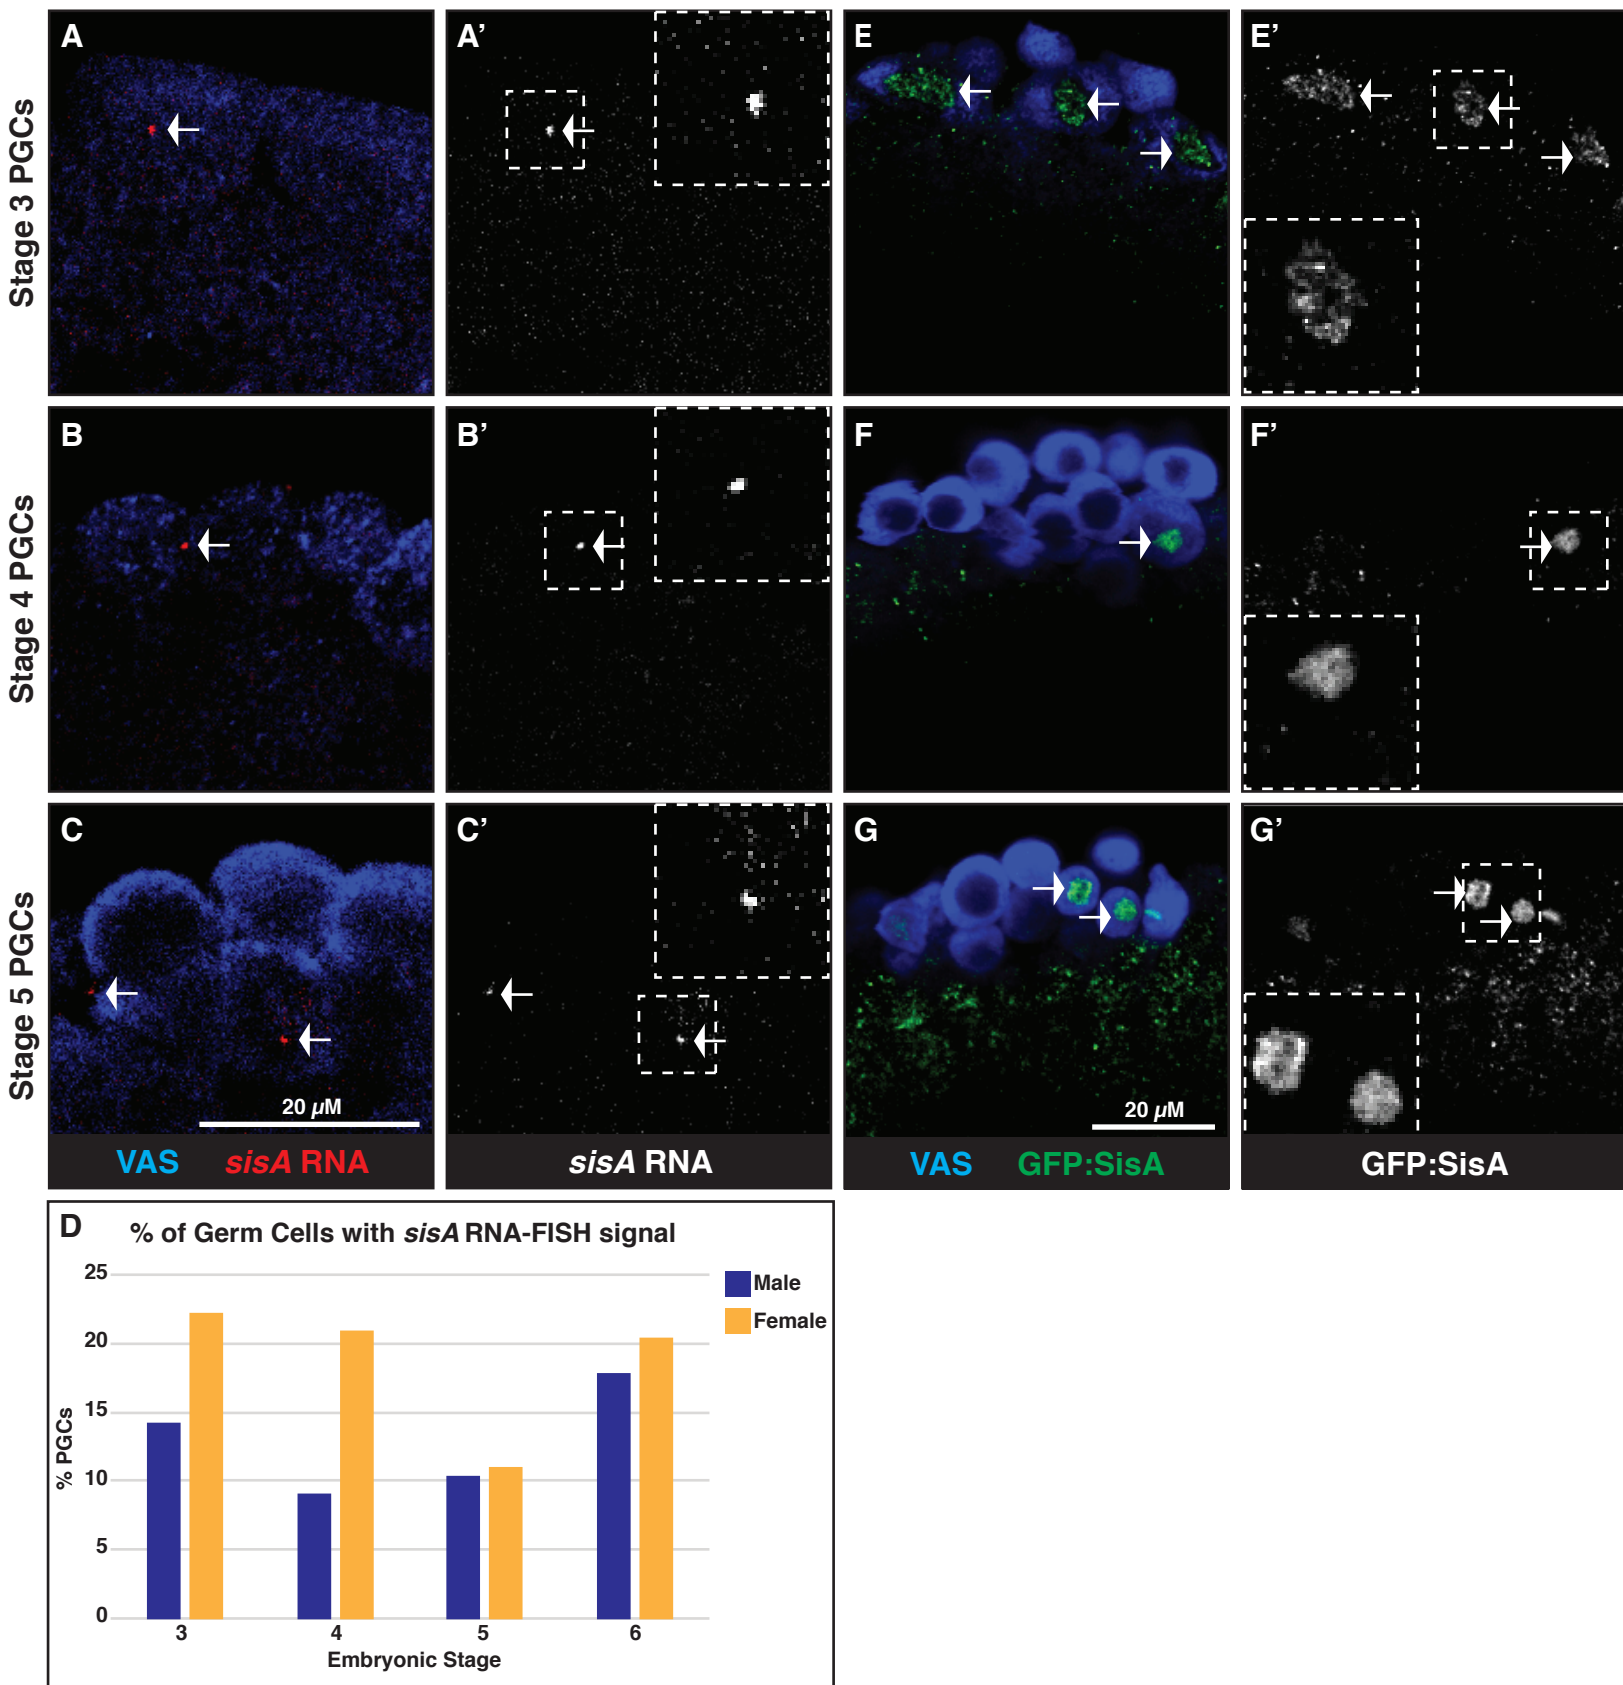 A
A'
E
E'
Stage 3 PGCs
B
B'
F
F'
Stage 4 PGCs
C
C'
G
G'
Stage 5 PGCs
20 µM
20 µM
VAS sisA RNA
sisA RNA
VAS GFP:SisA
GFP:SisA
D
% of Germ Cells with sisA RNA-FISH signal
25
20
15
10
5
0
% PGCs
Male
Female
3 4 5 6
Embryonic Stage